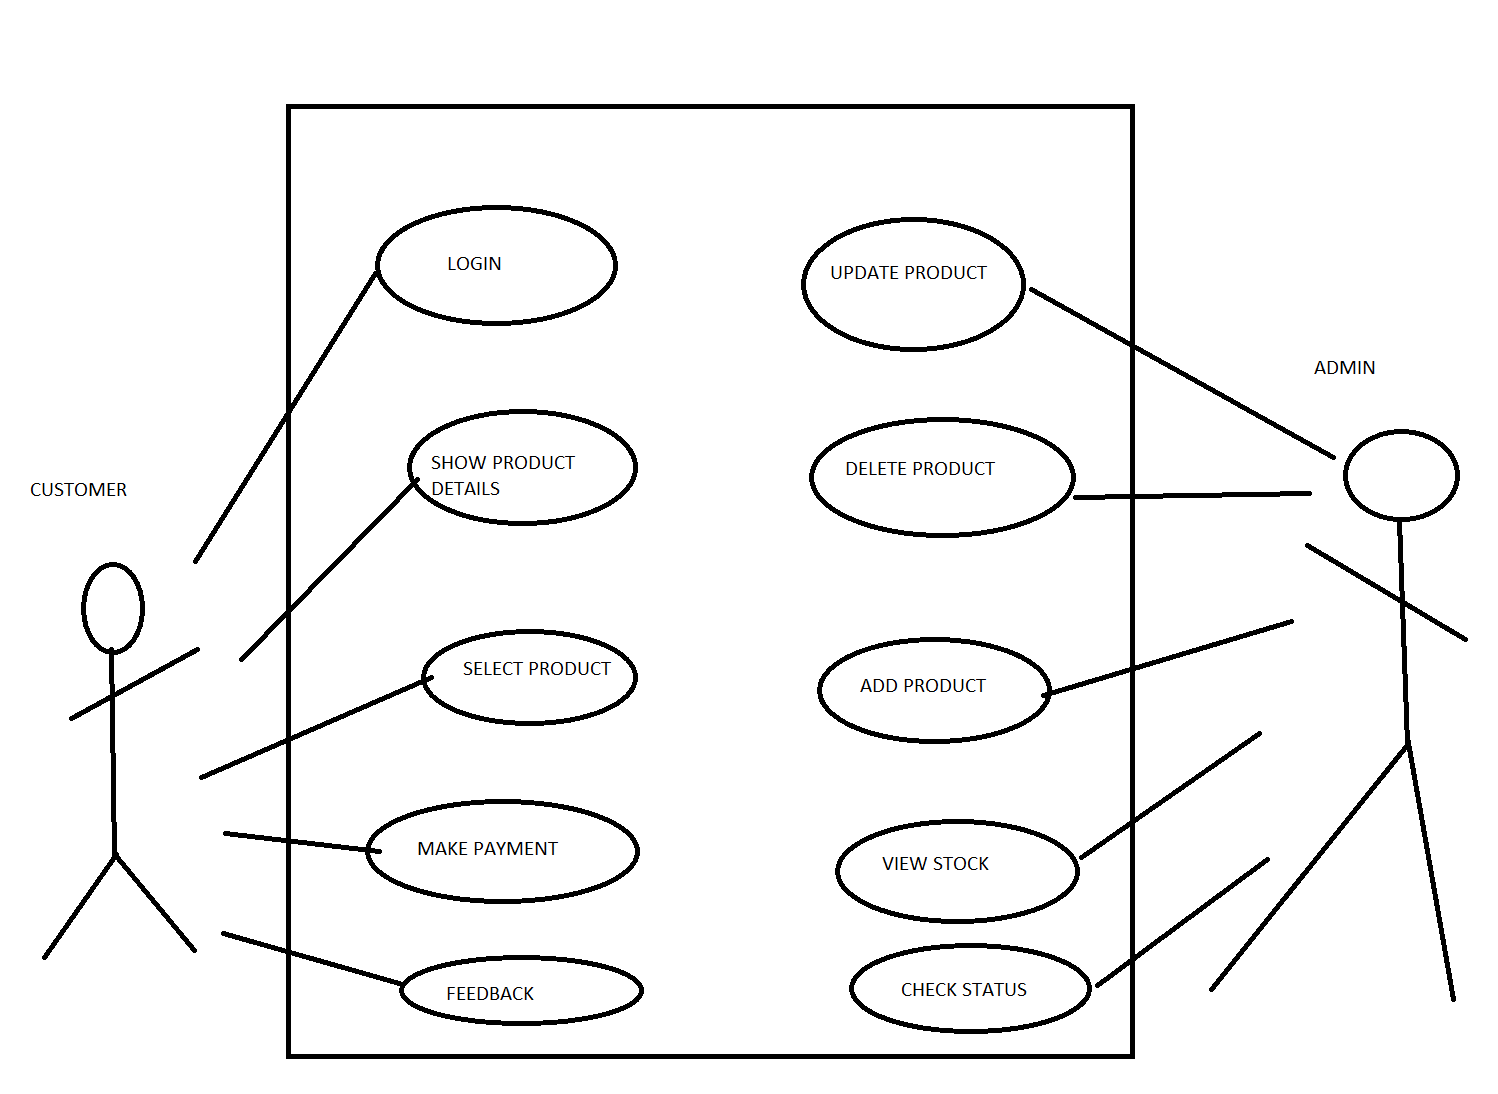 LOGIN
UPDATE PRODUCT
ADMIN
SHOW PRODUCT
DETAILS
DELETE PRODUCT
CUSTOMER
SELECT PRODUCT
ADD PRODUCT
MAKE PAYMENT
VIEW STOCK
FEEDBACK
CHECK STATUS